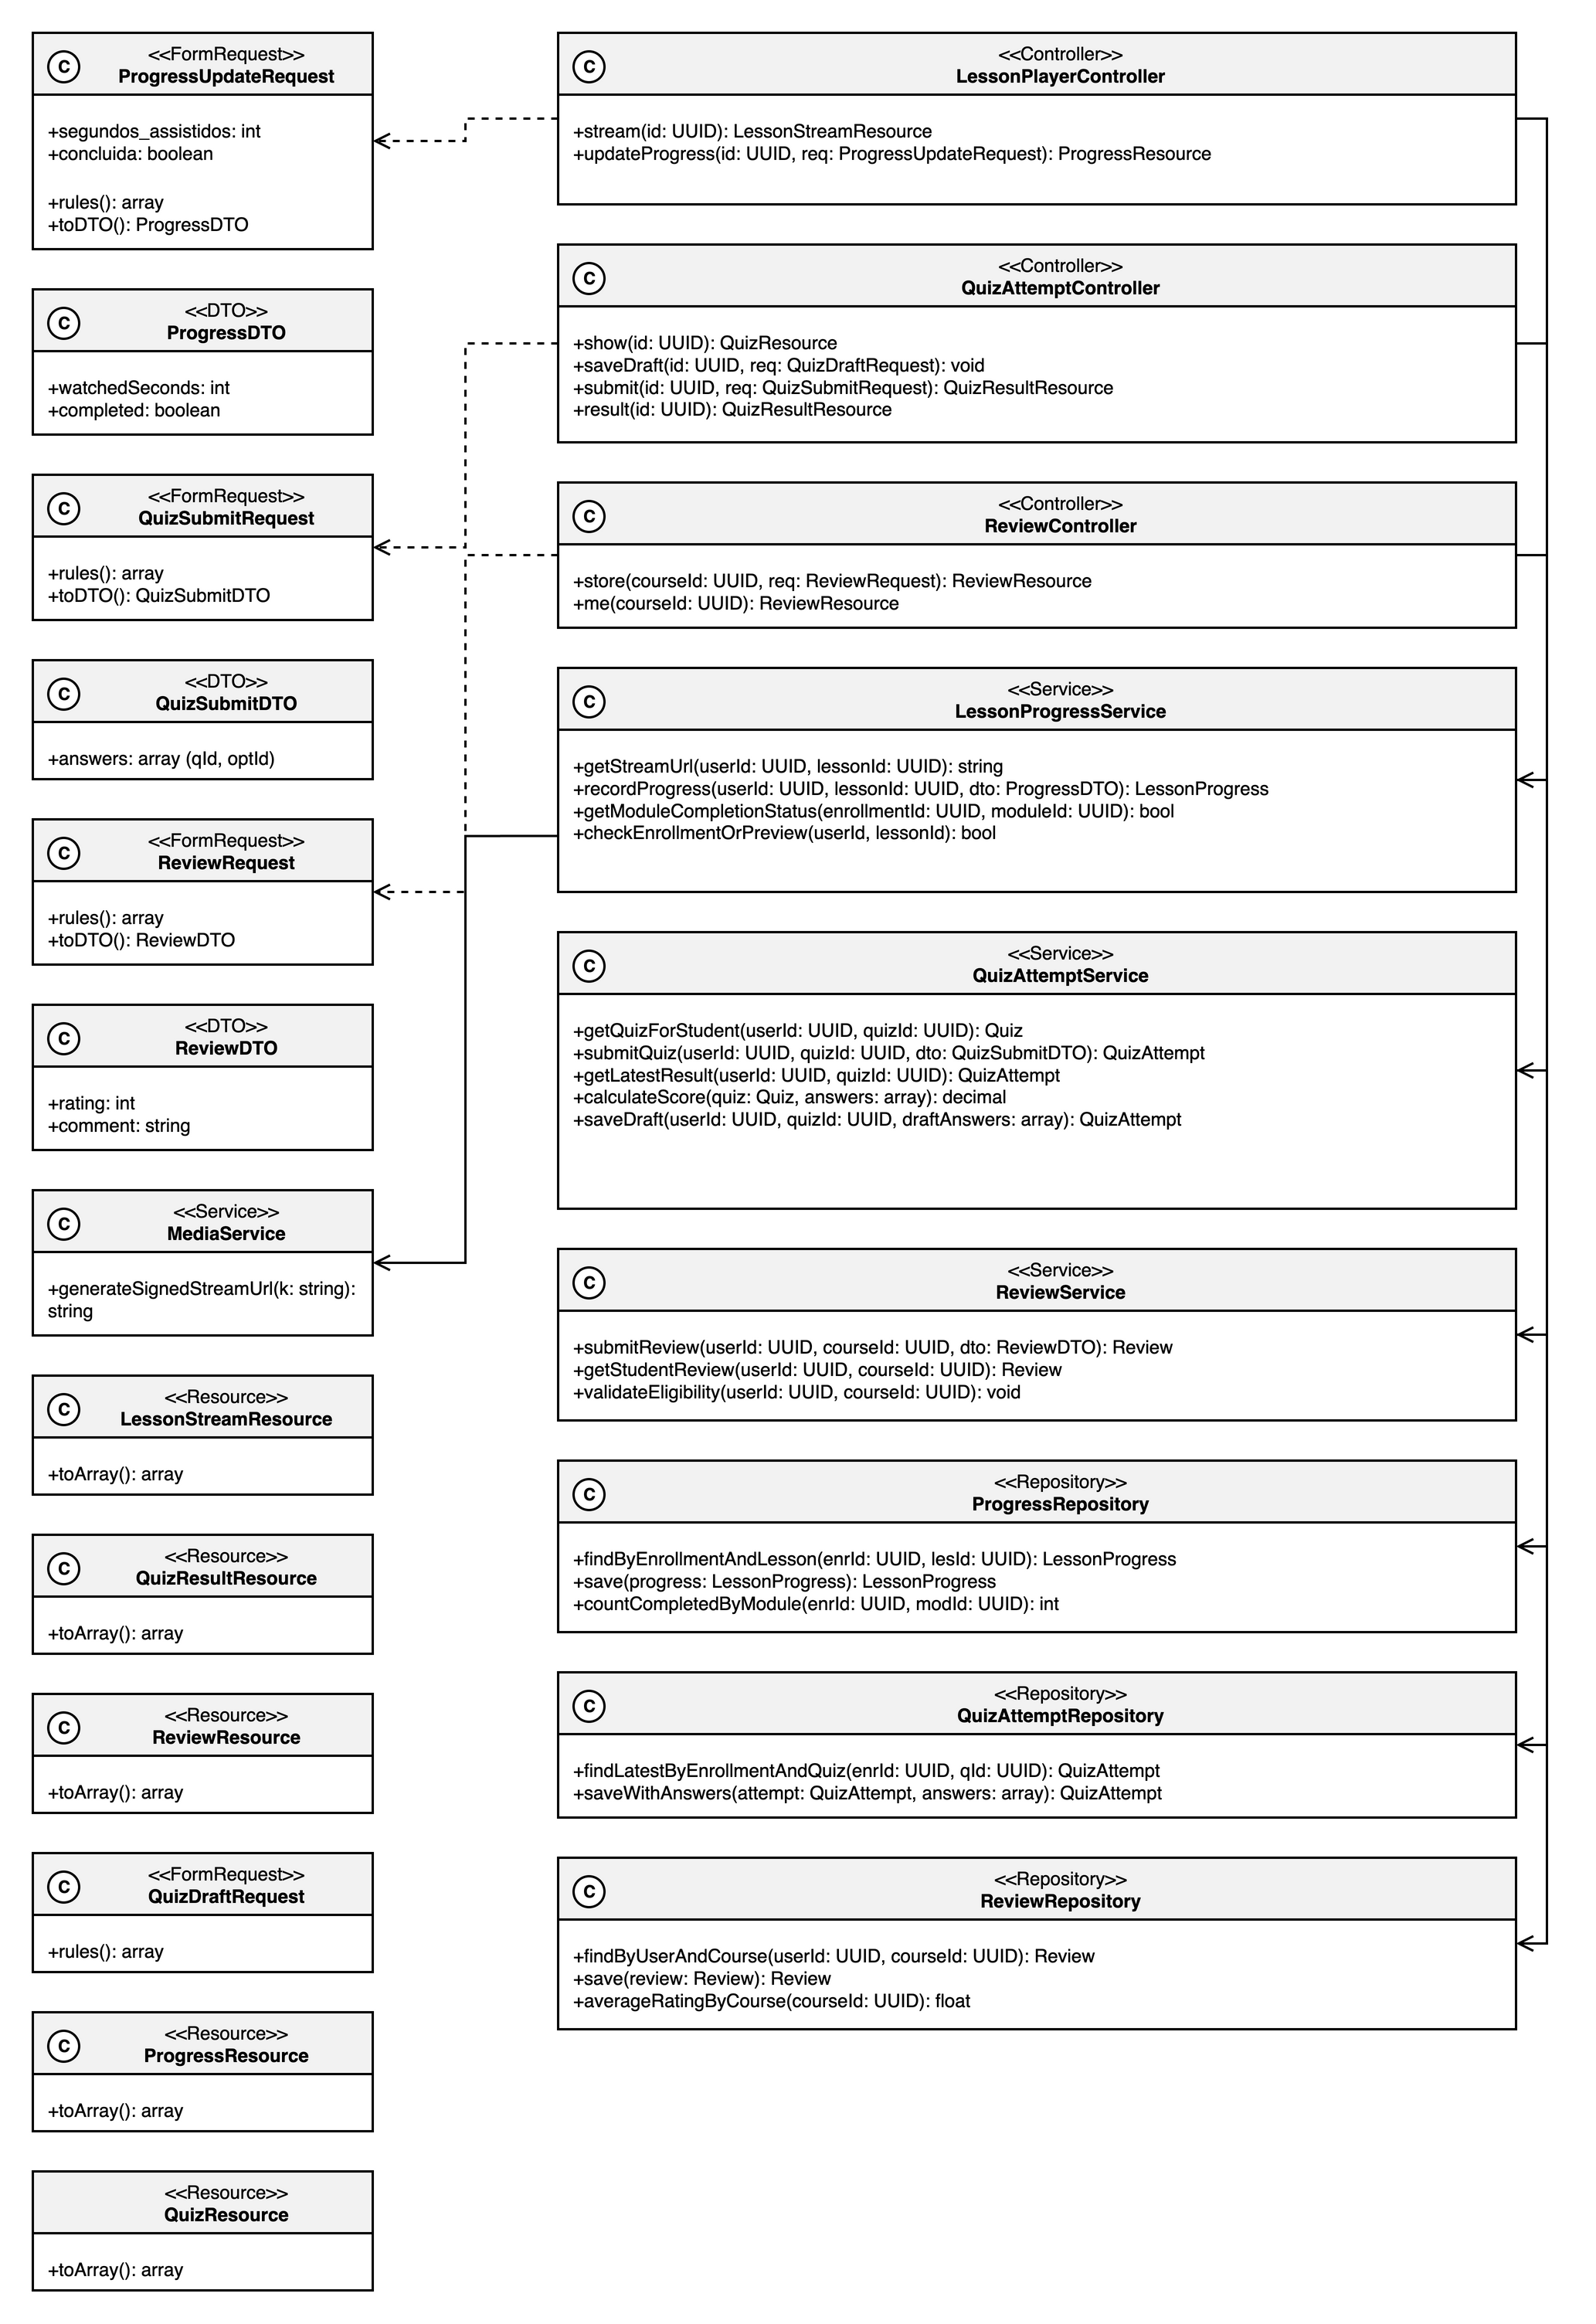 C
<<FormRequest>>
ProgressUpdateRequest
+segundos_assistidos: int
+concluida: boolean
+rules(): array
+toDTO(): ProgressDTO
C
<<DTO>>
ProgressDTO
+watchedSeconds: int
+completed: boolean
C
<<FormRequest>>
QuizSubmitRequest
+rules(): array
+toDTO(): QuizSubmitDTO
C
<<DTO>>
QuizSubmitDTO
+answers: array (qId, optId)
C
<<FormRequest>>
ReviewRequest
+rules(): array
+toDTO(): ReviewDTO
C
<<DTO>>
ReviewDTO
+rating: int
+comment: string
C
<<Service>>
MediaService
+generateSignedStreamUrl(k: string):
string
C
<<Resource>>
LessonStreamResource
+toArray(): array
C
<<Resource>>
QuizResultResource
+toArray(): array
C
<<Resource>>
ReviewResource
+toArray(): array
C
<<FormRequest>>
QuizDraftRequest
+rules(): array
C
<<Resource>>
ProgressResource
+toArray(): array
<<Resource>>
QuizResource
+toArray(): array
C
<<Controller>>
LessonPlayerController
+stream(id: UUID): LessonStreamResource
+updateProgress(id: UUID, req: ProgressUpdateRequest): ProgressResource
C
<<Controller>>
QuizAttemptController
+show(id: UUID): QuizResource
+saveDraft(id: UUID, req: QuizDraftRequest): void
+submit(id: UUID, req: QuizSubmitRequest): QuizResultResource
+result(id: UUID): QuizResultResource
C
<<Controller>>
ReviewController
+store(courseId: UUID, req: ReviewRequest): ReviewResource
+me(courseId: UUID): ReviewResource
C
<<Service>>
LessonProgressService
+getStreamUrl(userId: UUID, lessonId: UUID): string
+recordProgress(userId: UUID, lessonId: UUID, dto: ProgressDTO): LessonProgress
+getModuleCompletionStatus(enrollmentId: UUID, moduleId: UUID): bool
+checkEnrollmentOrPreview(userId, lessonId): bool
C
<<Service>>
QuizAttemptService
+getQuizForStudent(userId: UUID, quizId: UUID): Quiz
+submitQuiz(userId: UUID, quizId: UUID, dto: QuizSubmitDTO): QuizAttempt
+getLatestResult(userId: UUID, quizId: UUID): QuizAttempt
+calculateScore(quiz: Quiz, answers: array): decimal
+saveDraft(userId: UUID, quizId: UUID, draftAnswers: array): QuizAttempt
C
<<Service>>
ReviewService
+submitReview(userId: UUID, courseId: UUID, dto: ReviewDTO): Review
+getStudentReview(userId: UUID, courseId: UUID): Review
+validateEligibility(userId: UUID, courseId: UUID): void
C
<<Repository>>
ProgressRepository
+findByEnrollmentAndLesson(enrId: UUID, lesId: UUID): LessonProgress
+save(progress: LessonProgress): LessonProgress
+countCompletedByModule(enrId: UUID, modId: UUID): int
C
<<Repository>>
QuizAttemptRepository
+findLatestByEnrollmentAndQuiz(enrId: UUID, qId: UUID): QuizAttempt
+saveWithAnswers(attempt: QuizAttempt, answers: array): QuizAttempt
C
<<Repository>>
ReviewRepository
+findByUserAndCourse(userId: UUID, courseId: UUID): Review
+save(review: Review): Review
+averageRatingByCourse(courseId: UUID): float